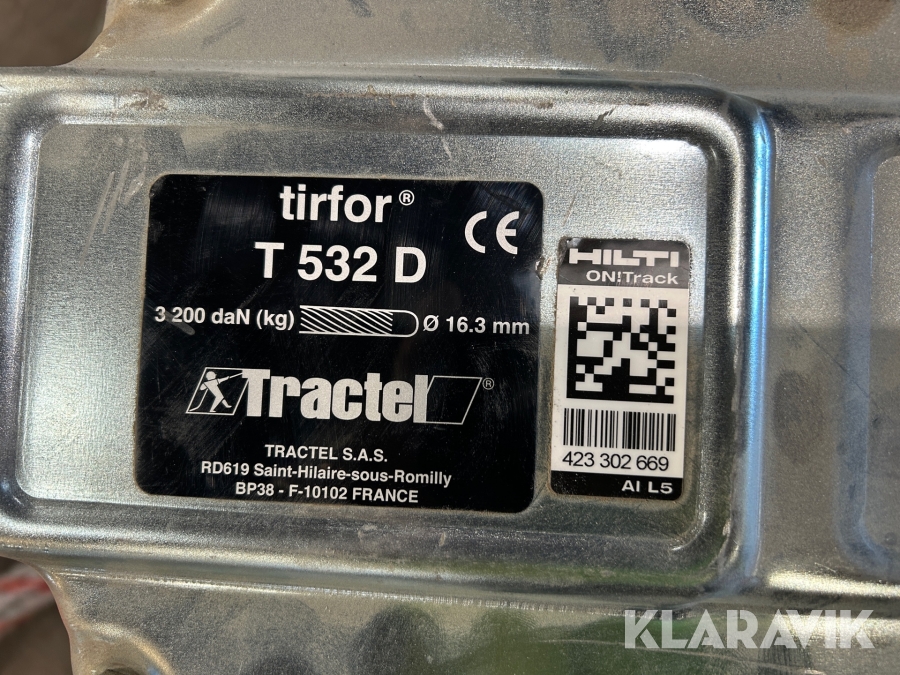 tirfor®
CE
T 532 D
3 200 daN (kg) Ø 16.3 mm
Tractel®
TRACTEL S.A.S.
RD619 Saint-Hilaire-sous-Romilly
BP38 - F-10102 FRANCE
HILTI
ON!Track
423 302 669
AI L5
KLARAVIK